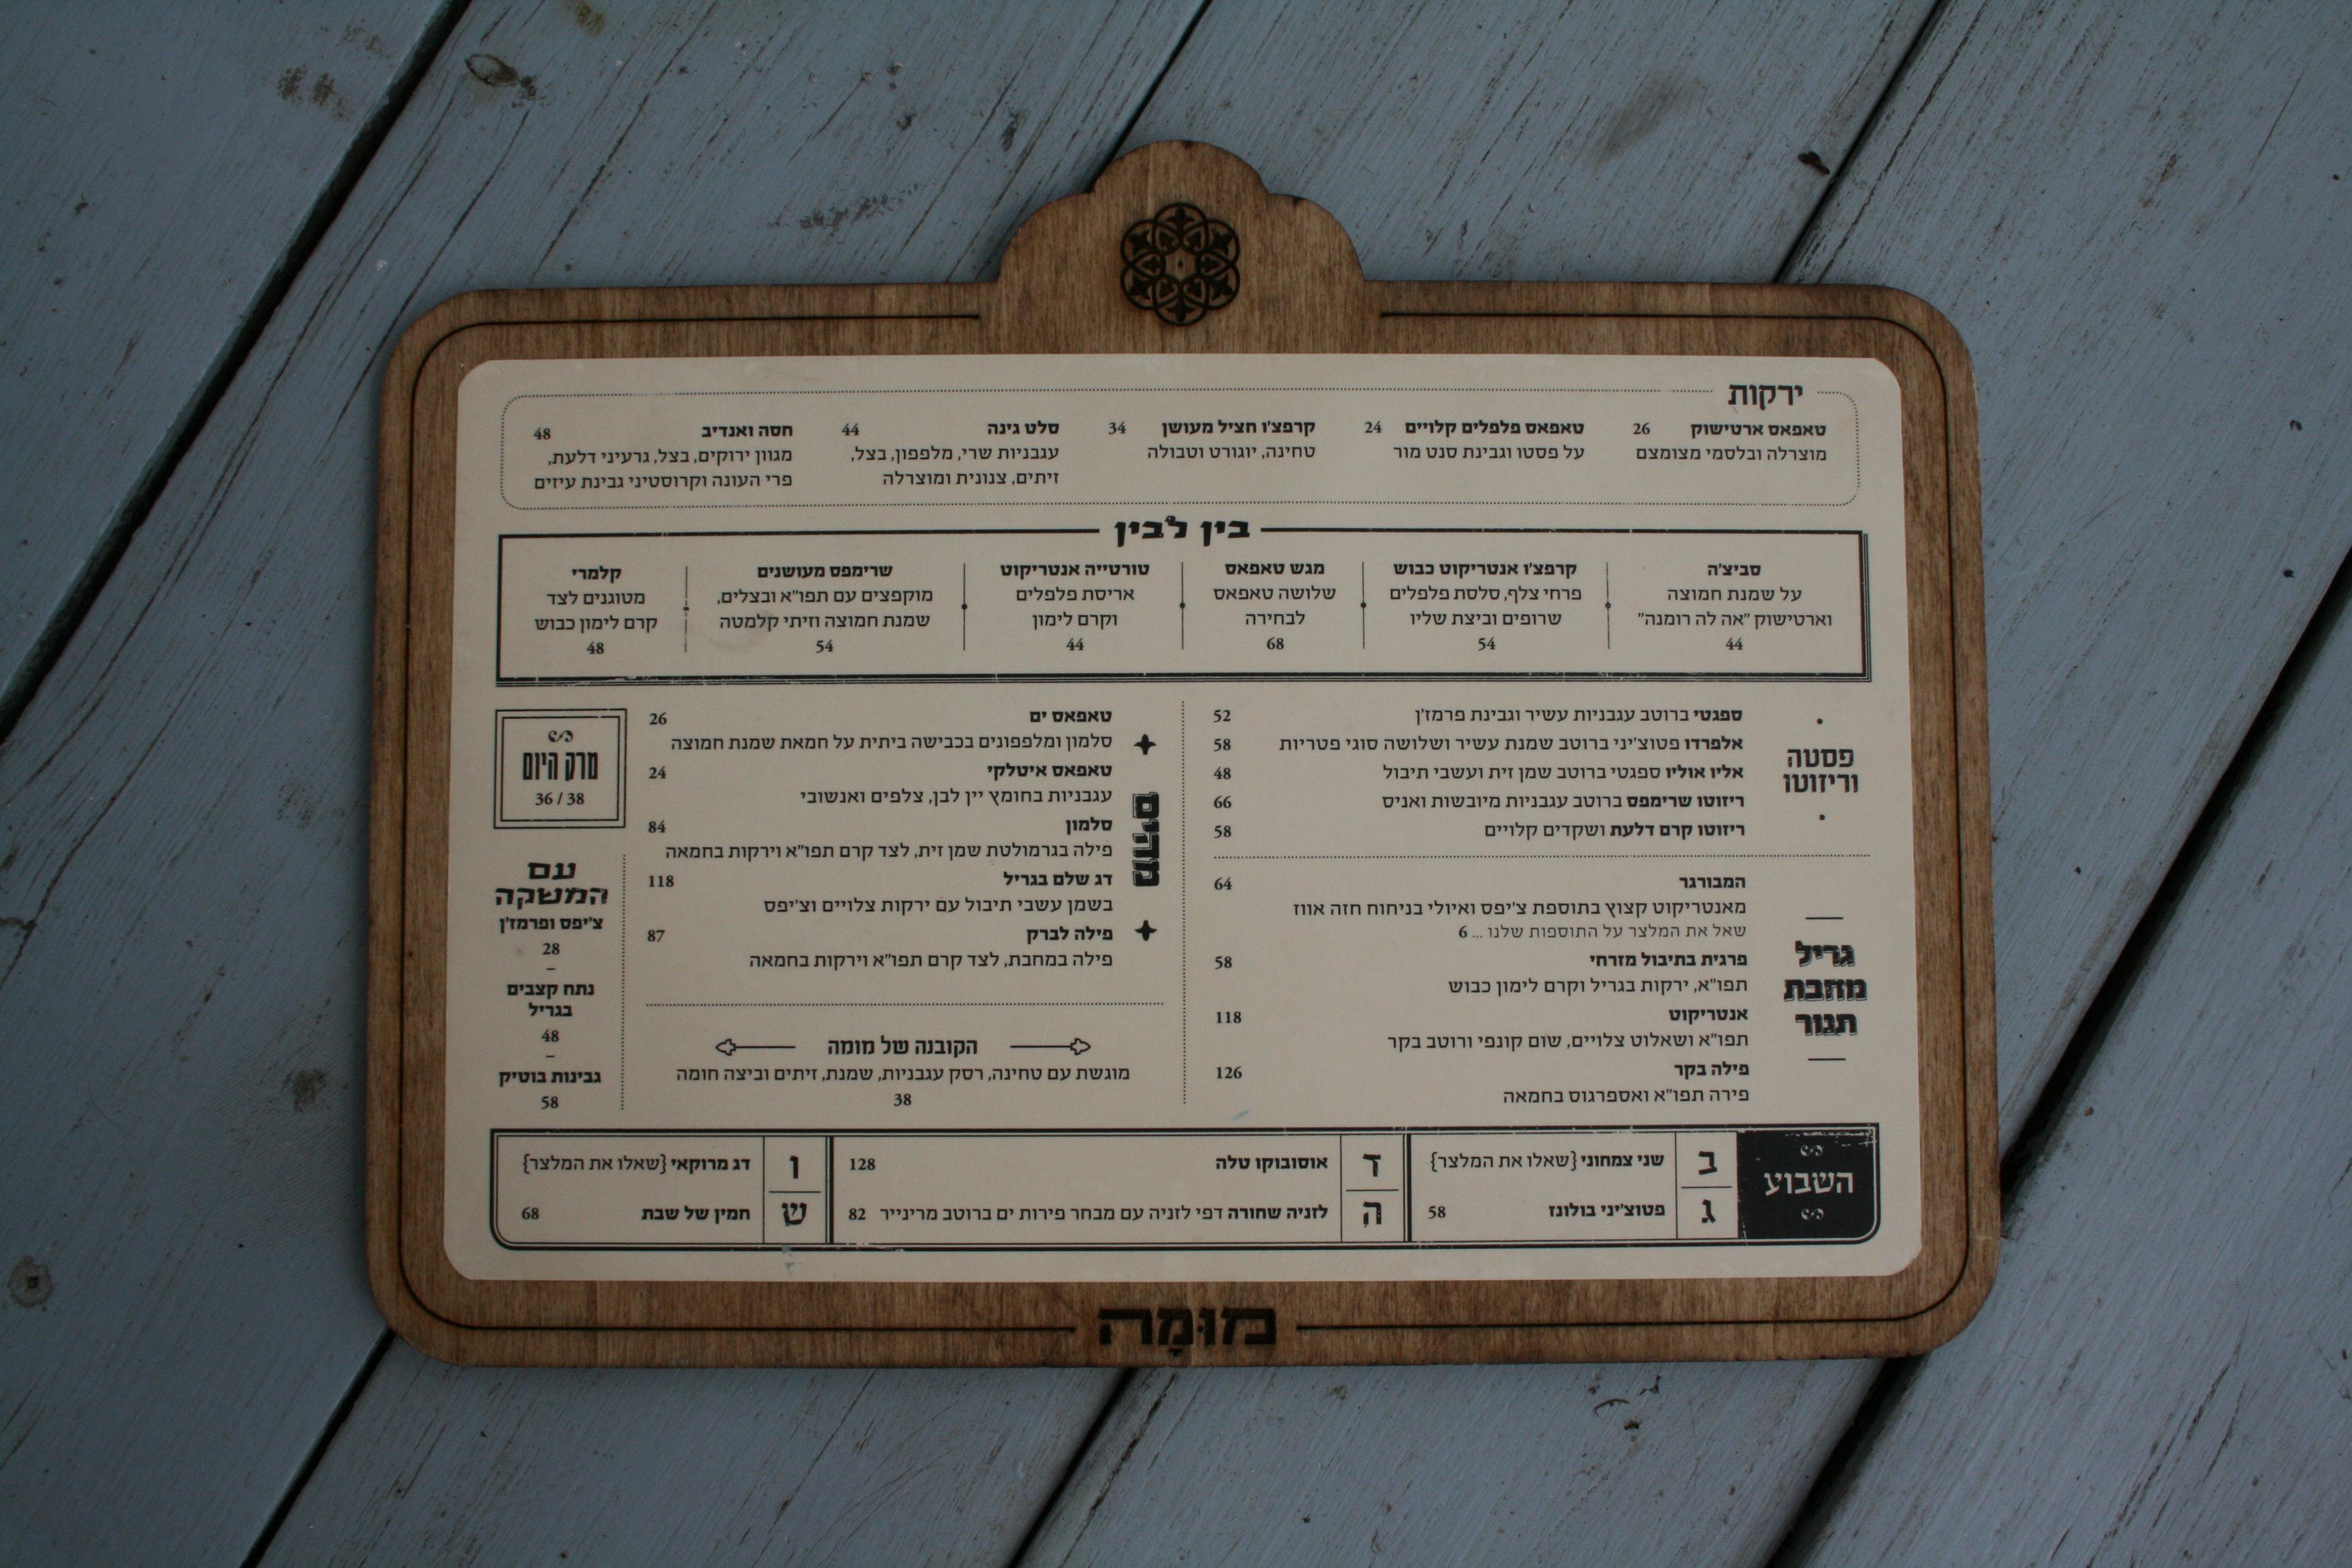 ירקות
טאפאס ארטישוק 26
מוצרלה ובלסמי מצומצם
טאפאס פלפלים קלויים 24
על פסטו וגבינת סנט מור
קרפצ'ו חציל מעושן 34
טחינה, יוגורט וטבולה
סלט גינה 44
עגבניות שרי, מלפפון, בצל,
זיתים, צנונית ומוצרלה
חסה ואנדיב 48
מגוון ירוקים, בצל, גרעיני דלעת,
פרי העונה וקרוסטיני גבינת עיזים
בין לבין
סביצ'ה
על שמנת חמוצה
וארטישוק "אה לה רומנה"
44
קרפצ'ו אנטריקוט כבוש
פרחי צלף, סלסת פלפלים
שרופים וביצת שליו
54
מגש טאפאס
שלושה טאפאס
לבחירה
68
טורטייה אנטריקוט
אריסת פלפלים
וקרם לימון
44
שרימפס מעושנים
מוקפצים עם תפו"א ובצלים,
שמנת חמוצה וזיתי קלמטה
54
קלמרי
מטוגנים לצד
קרם לימון כבוש
48
פסטה
וריזוטו
ספגטי ברוטב עגבניות עשיר וגבינת פרמז'ן 52
אלפרדו פטוצ'יני ברוטב שמנת עשיר ושלושה סוגי פטריות 58
אליו אוליו ספגטי ברוטב שמן זית ועשבי תיבול 48
ריזוטו שרימפס ברוטב עגבניות מיובשות ואניס 66
ריזוטו קרם דלעת ושקדים קלויים 58
גריל
מחבת
תנור
המבורגר 64
מאנטריקוט קצוץ בתוספת צ'יפס ואיולי בניחוח חזה אווז
שאל את המלצר על התוספות שלנו ... 6
פרגית בתיבול מזרחי 58
תפו"א, ירקות בגריל וקרם לימון כבוש
אנטריקוט 118
תפו"א ושאלוט צלויים, שום קונפי ורוטב בקר
פילה בקר 126
פירה תפו"א ואספרגוס בחמאה
מהים
טאפאס ים 26
סלמון ומלפפונים בכבישה ביתית על חמאת שמנת חמוצה
טאפאס איטלקי 24
עגבניות בחומץ יין לבן, צלפים ואנשובי
סלמון 84
פילה בגרמולטת שמן זית, לצד קרם תפו"א וירקות בחמאה
דג שלם בגריל 118
בשמן עשבי תיבול עם ירקות צלויים וצ'יפס
פילה לברק 87
פילה במחבת, לצד קרם תפו"א וירקות בחמאה
הקובנה של מומה
מוגשת עם טחינה, רסק עגבניות, שמנת, זיתים וביצה חומה
38
מרק היום
36 / 38
עם
המשקה
צ'יפס ופרמז'ן
28
נתח קצבים
בגריל
48
גבינות בוטיק
58
השבוע
ב שני צמחוני {שאלו את המלצר}
ג פטוצ'יני בולונז 58
ד אוסובוקו טלה 128
ה לזניה שחורה דפי לזניה עם מבחר פירות ים ברוטב מרינייר 82
ו דג מרוקאי {שאלו את המלצר}
ש חמין של שבת 68
מוּמָה